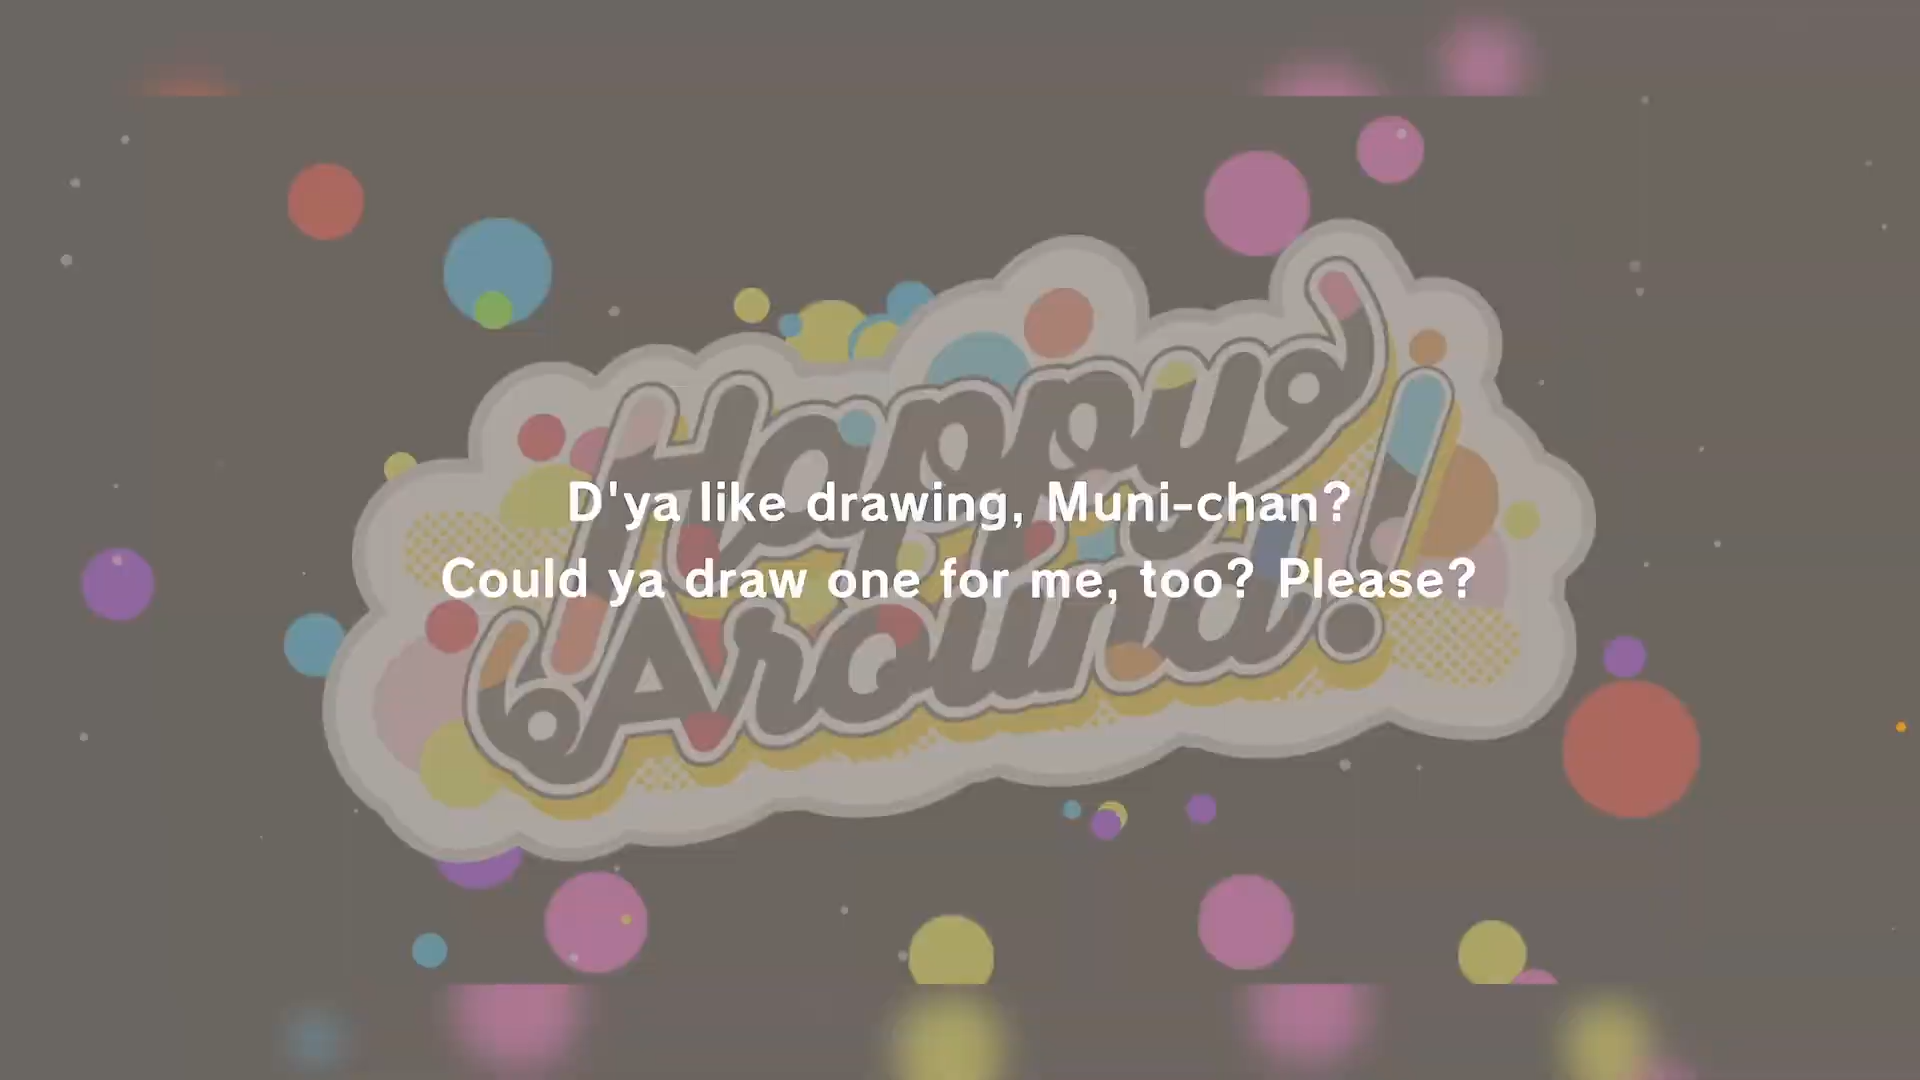 Happy
Around!
D'ya like drawing, Muni-chan?
Could ya draw one for me, too? Please?